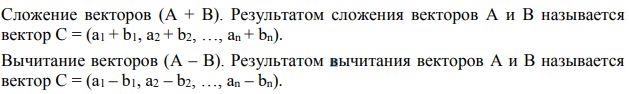 Сложение векторов (A + B). Результатом сложения векторов A и B называется
вектор C = (a1 + b1, a2 + b2, …, an + bn).
Вычитание векторов (A – B). Результатом вычитания векторов A и B называется
вектор C = (a1 – b1, a2 – b2, …, an – bn).